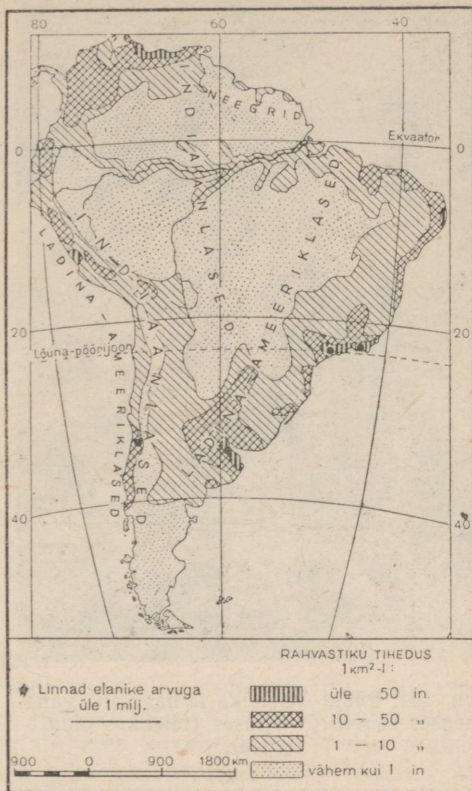 80
60
40
NEEGRID
INDIAANLASED
Ekvaator
0
0
INDIAANLASED
LADINA-AMEERIKLASED
LADINA-AMEERIKLASED
20
20
Lõuna-pöörijoon
40
40
RAHVASTIKU TIHEDUS
1 km²-l :
Linnad elanike arvuga
üle 1 milj.
üle 50 in.
10 - 50 „
1 - 10 „
vähem kui 1 in
900 0 900 1800 km